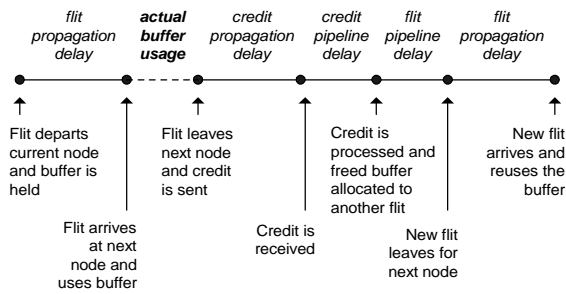 flit
propagation
delay
actual
buffer
usage
credit
propagation
delay
credit
pipeline
delay
flit
pipeline
delay
flit
propagation
delay
Flit departs
current node
and buffer is
held
Flit arrives
at next
node and
uses buffer
Flit leaves
next node
and credit
is sent
Credit is
received
Credit is
processed and
freed buffer
allocated to
another flit
New flit
leaves for
next node
New flit
arrives and
reuses the
buffer